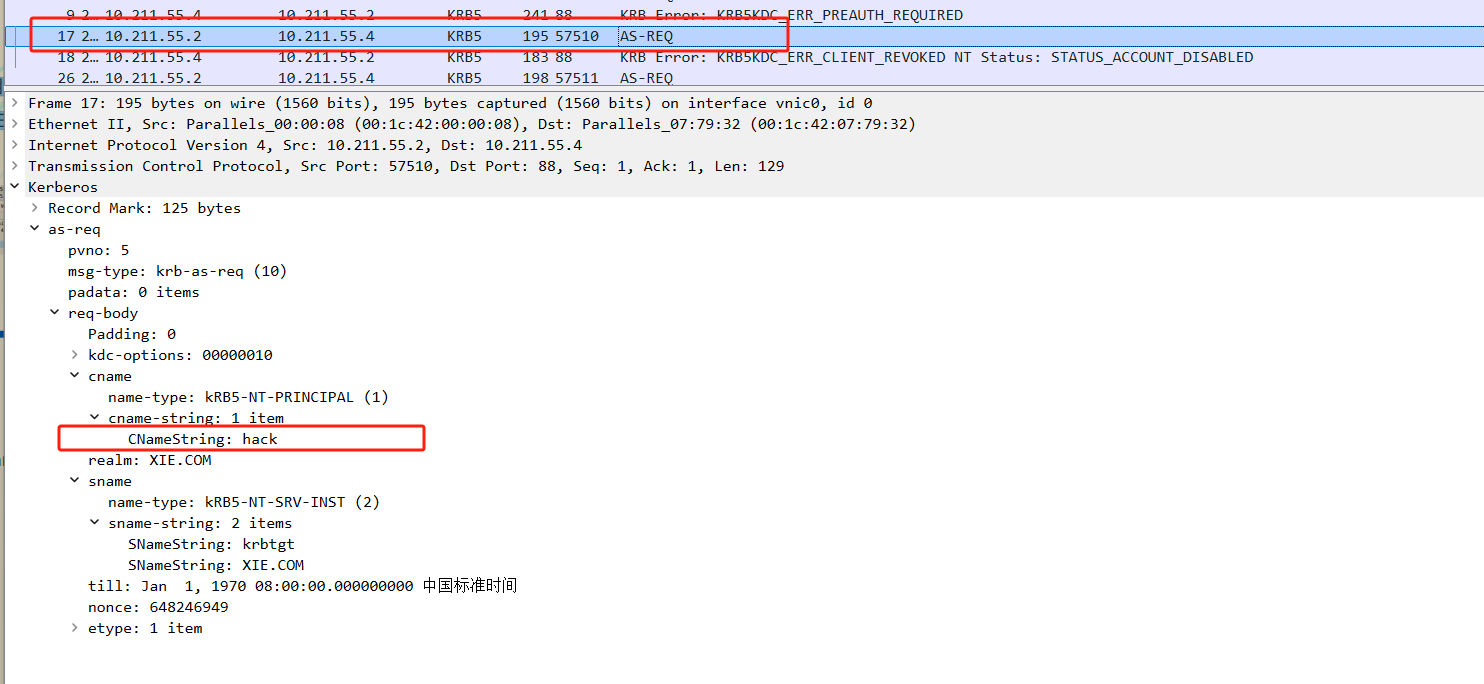 9 2… 10.211.55.4 10.211.55.2 KRB5 241 88 KRB Error: KRB5KDC_ERR_PREAUTH_REQUIRED
17 2… 10.211.55.2 10.211.55.4 KRB5 195 57510 AS-REQ
18 2… 10.211.55.4 10.211.55.2 KRB5 183 88 KRB Error: KRB5KDC_ERR_CLIENT_REVOKED NT Status: STATUS_ACCOUNT_DISABLED
26 2… 10.211.55.2 10.211.55.4 KRB5 198 57511 AS-REQ
Frame 17: 195 bytes on wire (1560 bits), 195 bytes captured (1560 bits) on interface vnic0, id 0
Ethernet II, Src: Parallels_00:00:08 (00:1c:42:00:00:08), Dst: Parallels_07:79:32 (00:1c:42:07:79:32)
Internet Protocol Version 4, Src: 10.211.55.2, Dst: 10.211.55.4
Transmission Control Protocol, Src Port: 57510, Dst Port: 88, Seq: 1, Ack: 1, Len: 129
Kerberos
Record Mark: 125 bytes
as-req
pvno: 5
msg-type: krb-as-req (10)
padata: 0 items
req-body
Padding: 0
kdc-options: 00000010
cname
name-type: kRB5-NT-PRINCIPAL (1)
cname-string: 1 item
CNameString: hack
realm: XIE.COM
sname
name-type: kRB5-NT-SRV-INST (2)
sname-string: 2 items
SNameString: krbtgt
SNameString: XIE.COM
till: Jan  1, 1970 08:00:00.000000000 中国标准时间
nonce: 648246949
etype: 1 item